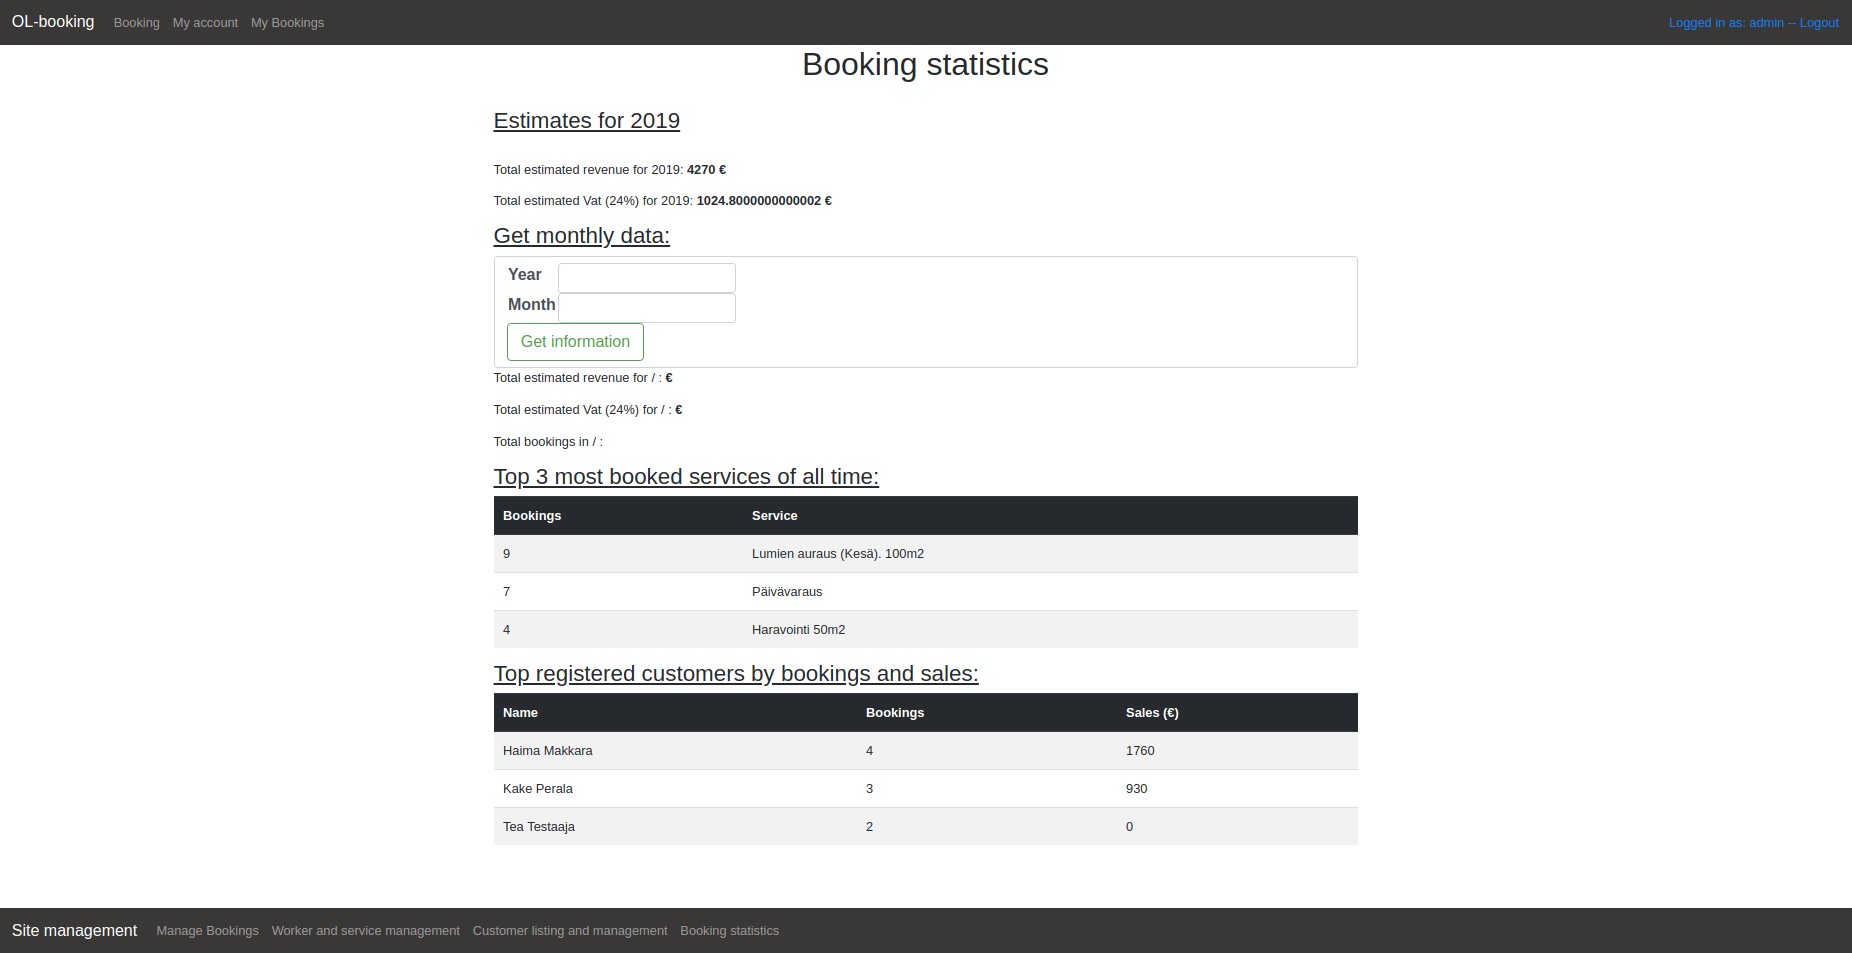 OL-booking Booking My account My Bookings Logged in as: admin -- Logout
Booking statistics
Estimates for 2019
Total estimated revenue for 2019: 4270 €
Total estimated Vat (24%) for 2019: 1024.8000000000002 €
Get monthly data:
Year
Month
Get information
Total estimated revenue for / : €
Total estimated Vat (24%) for / : €
Total bookings in / :
Top 3 most booked services of all time:
Bookings Service
9 Lumien auraus (Kesä). 100m2
7 Päivävaraus
4 Haravointi 50m2
Top registered customers by bookings and sales:
Name Bookings Sales (€)
Haima Makkara 4 1760
Kake Perala 3 930
Tea Testaaja 2 0
Site management Manage Bookings Worker and service management Customer listing and management Booking statistics